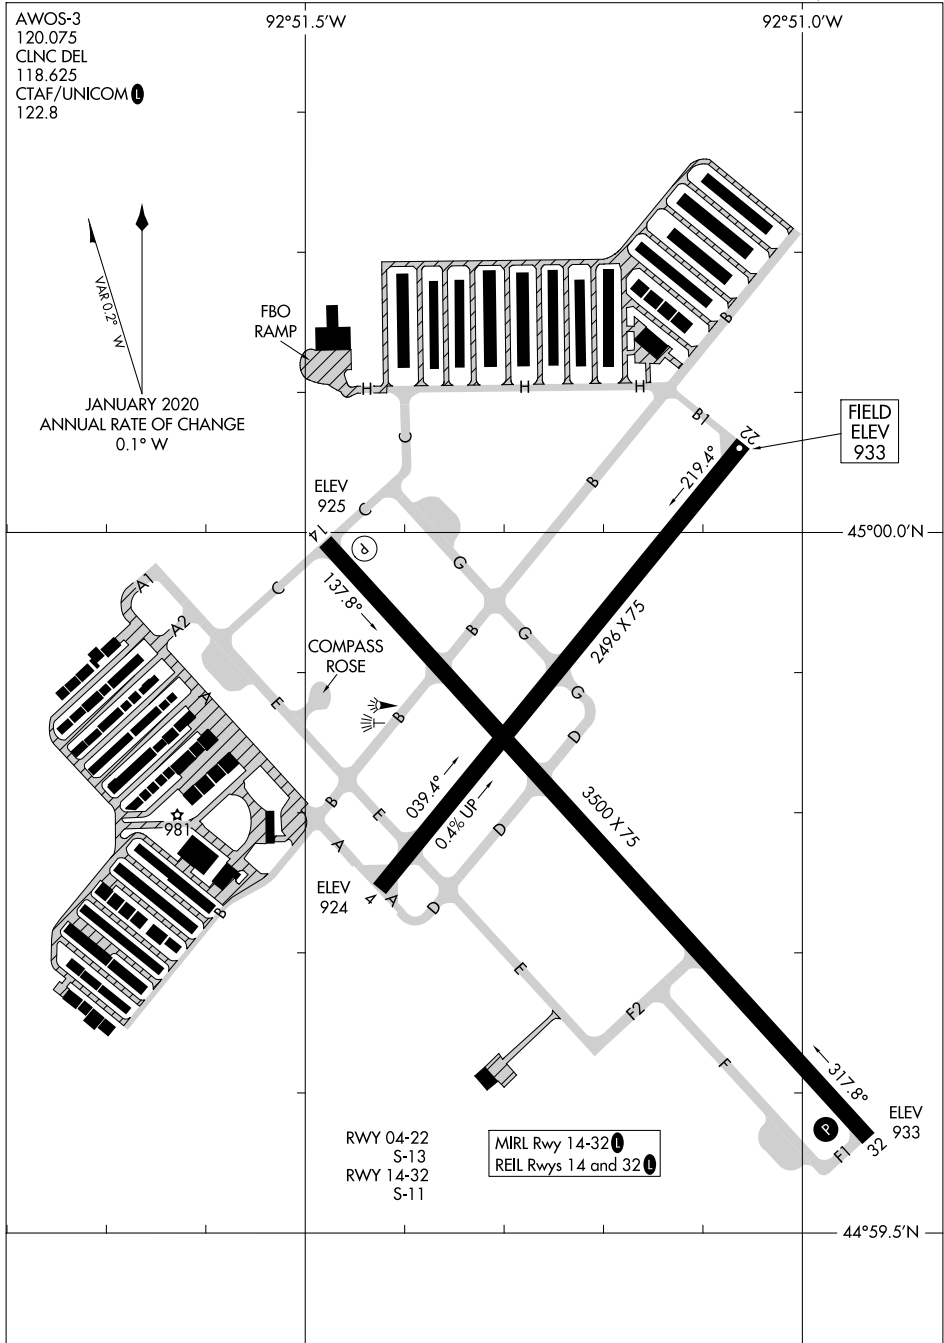 AWOS-3
120.075
CLNC DEL
118.625
CTAF/UNICOM L
122.8
92°51.5'W
92°51.0'W
VAR 0.2° W
JANUARY 2020
ANNUAL RATE OF CHANGE
0.1° W
FBO
RAMP
H
H
H
B
B1
22
FIELD
ELEV
933
219.4°
C
B
ELEV
925
C
14
P
45°00.0'N
137.8°
G
C
A1
A2
B
G
2496 X 75
COMPASS
ROSE
A
E
G
B
D
039.4°
0.4% UP
3500 X 75
B
E
D
981
A
ELEV
924
4
A
D
B
E
F2
F
317.8°
ELEV
933
P
32
F1
RWY 04-22
S-13
RWY 14-32
S-11
MIRL Rwy 14-32 L
REIL Rwys 14 and 32 L
44°59.5'N